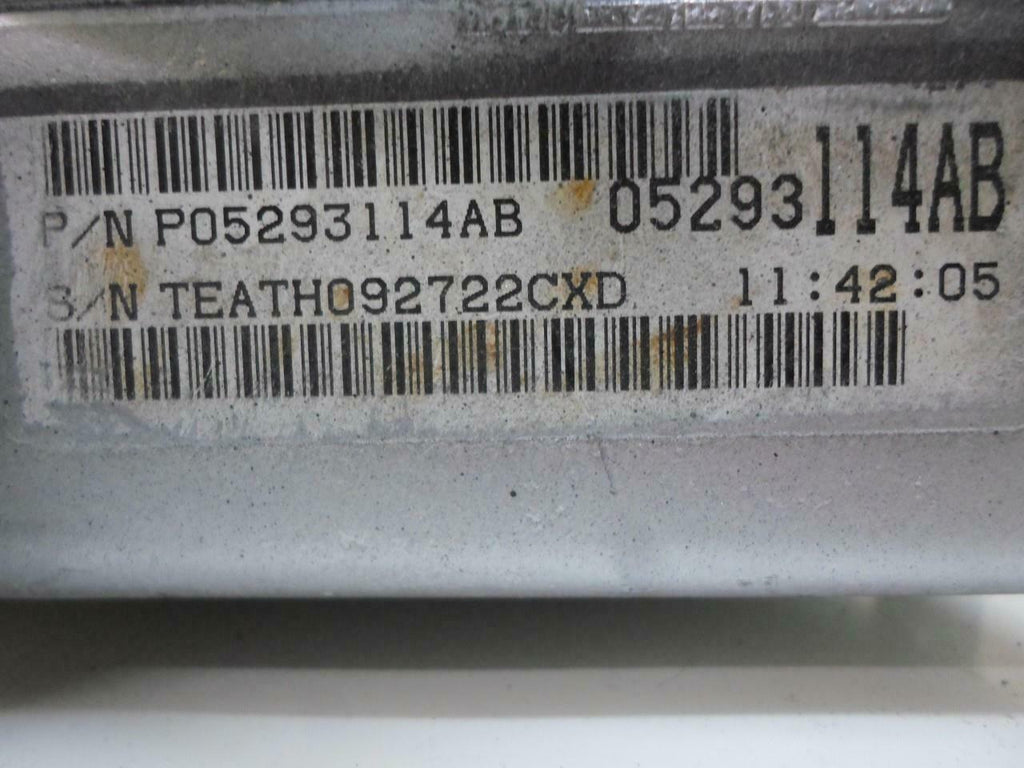 P/N P05293114AB 05293114AB
S/N TEATH092722CXD 11:42:05